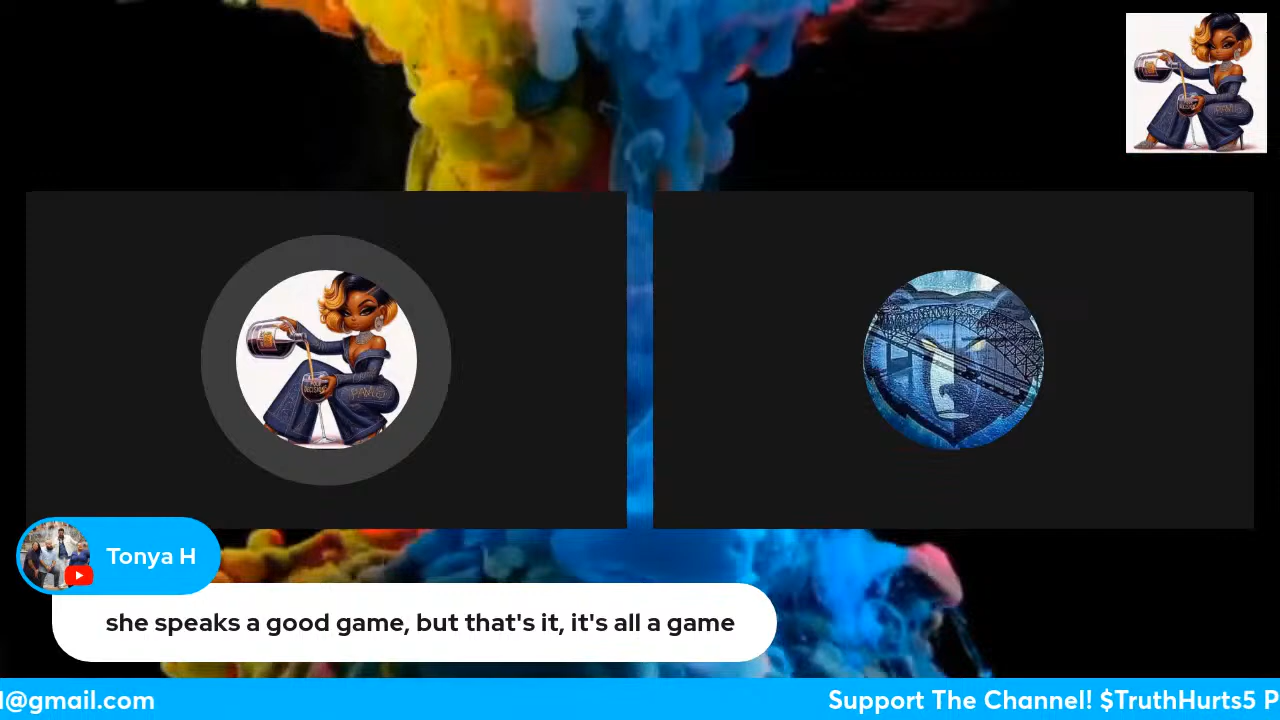 Tonya H
she speaks a good game, but that's it, it's all a game
l@gmail.com
Support The Channel! $TruthHurts5 P